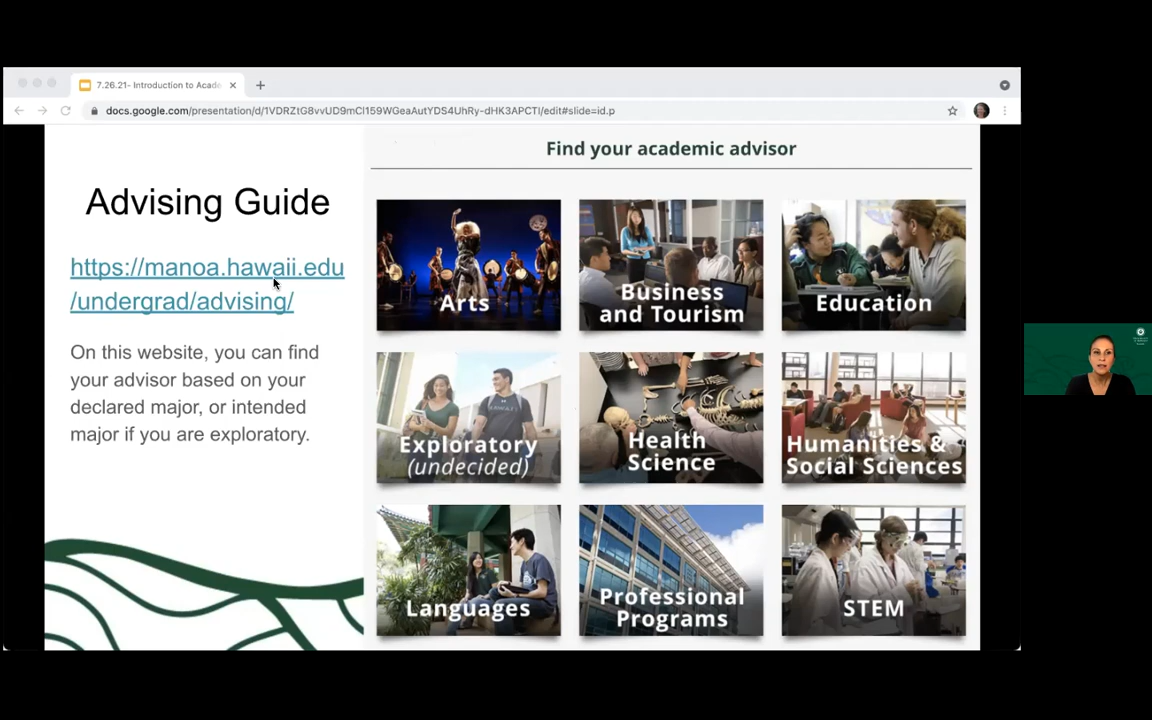 7.26.21- Introduction to Acade
docs.google.com/presentation/d/1VDRZtG8vvUD9mCl159WGeaAutYDS4UhRy-dHK3APCTI/edit#slide=id.p
Advising Guide
https://manoa.hawaii.edu
/undergrad/advising/
On this website, you can find
your advisor based on your
declared major, or intended
major if you are exploratory.
Find your academic advisor
Arts
Business
and Tourism
Education
Exploratory
(undecided)
Health
Science
Humanities &
Social Sciences
Languages
Professional
Programs
STEM